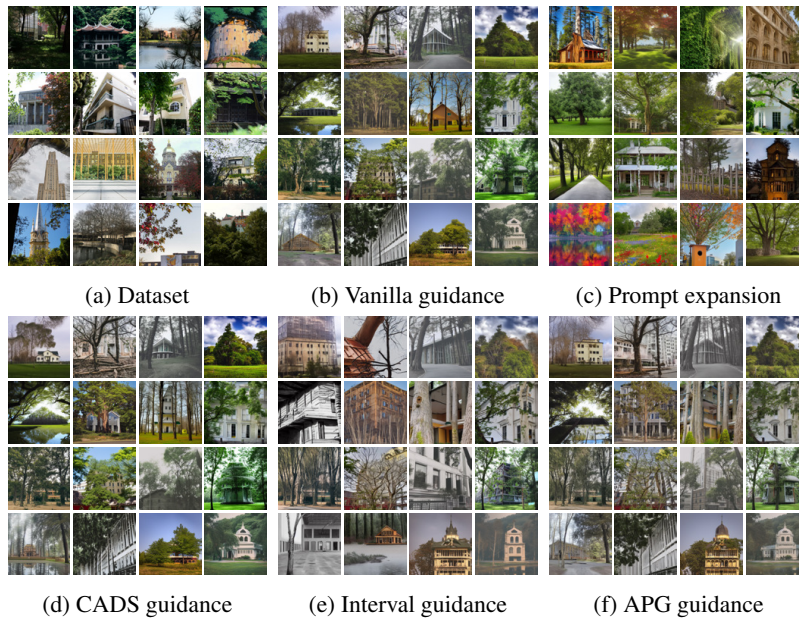 (a) Dataset
(b) Vanilla guidance
(c) Prompt expansion
(d) CADS guidance
(e) Interval guidance
(f) APG guidance